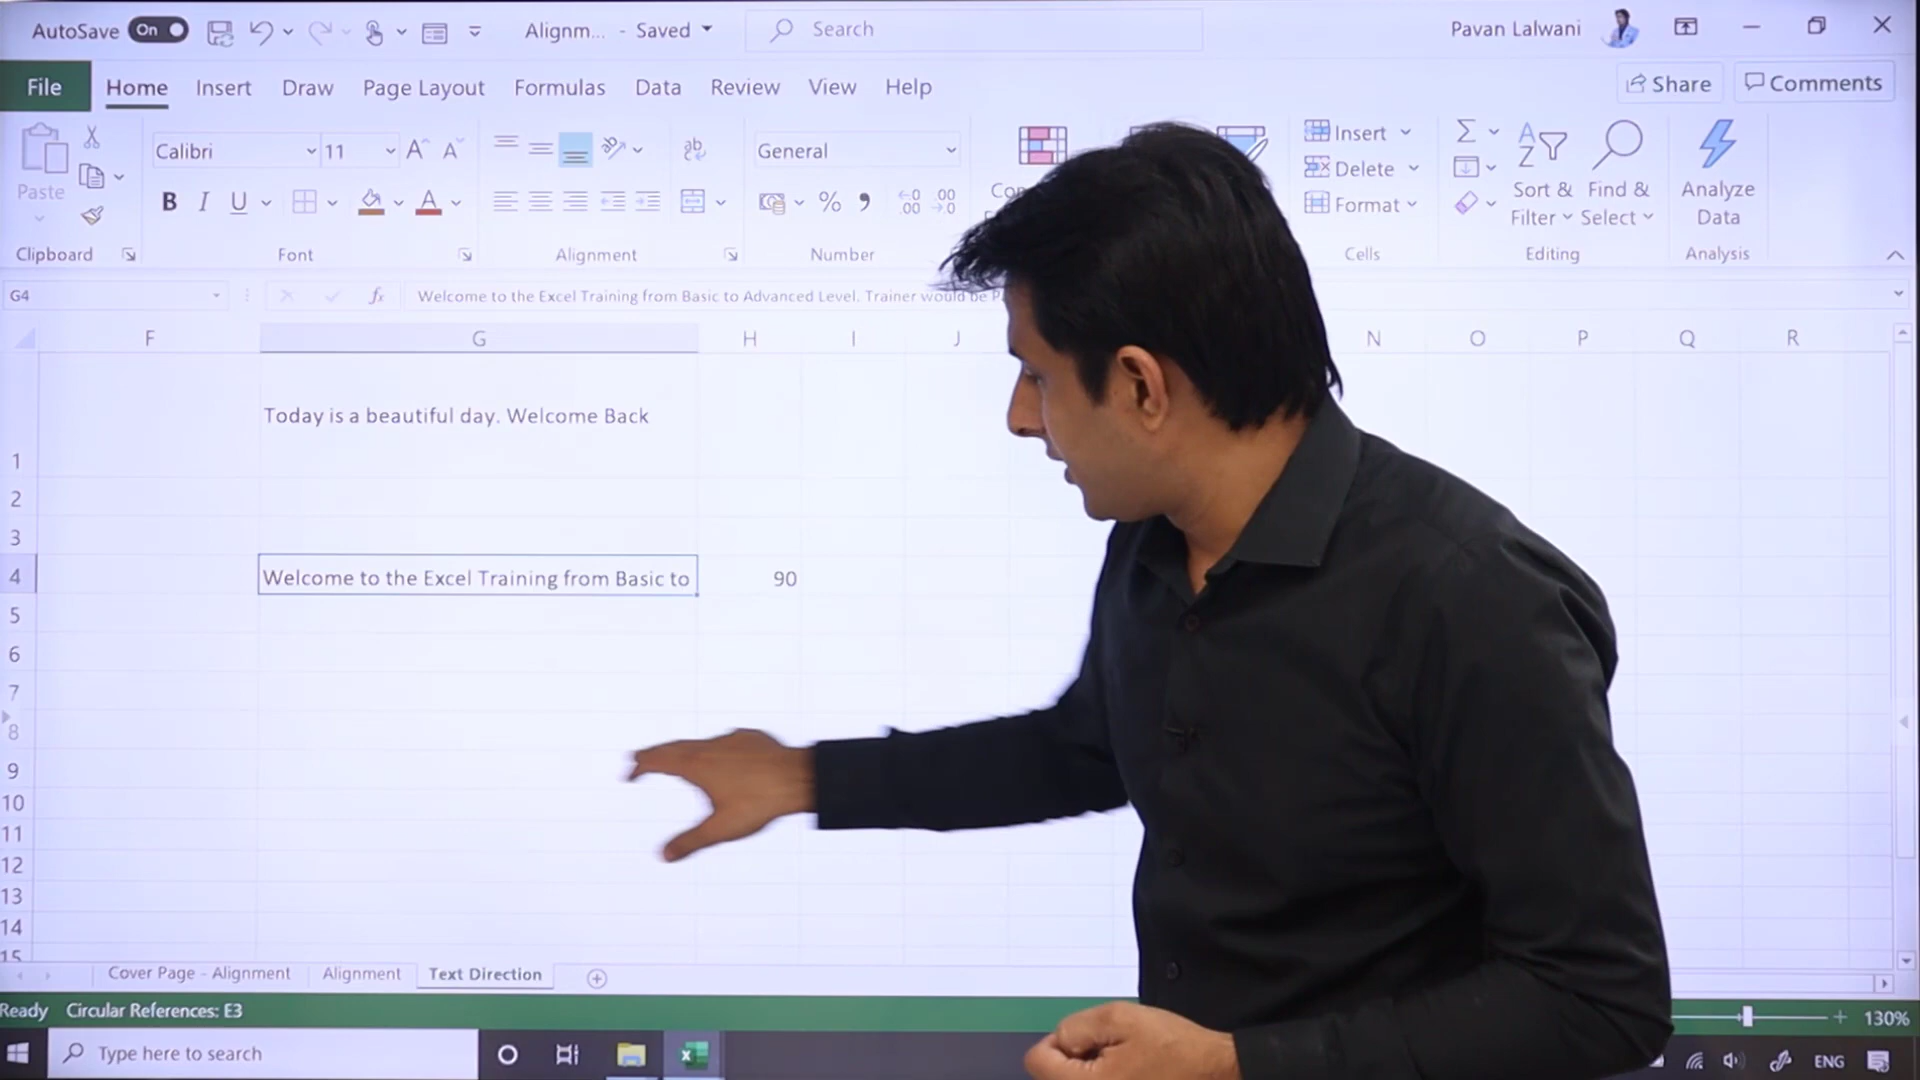 AutoSave On Alignm... - Saved Search Pavan Lalwani
File Home Insert Draw Page Layout Formulas Data Review View Help Share Comments
Paste Calibri 11 General Insert Delete Format Sort & Filter Find & Select Analyze Data
Clipboard Font Alignment Number Cells Editing Analysis
G4 fx Welcome to the Excel Training from Basic to Advanced Level. Trainer would be
F G H I J N O P Q R
1 Today is a beautiful day. Welcome Back
2
3
4 Welcome to the Excel Training from Basic to 90
5
6
7
8
9
10
11
12
13
14
15
Cover Page - Alignment Alignment Text Direction
Ready Circular References: E3 130%
Type here to search ENG